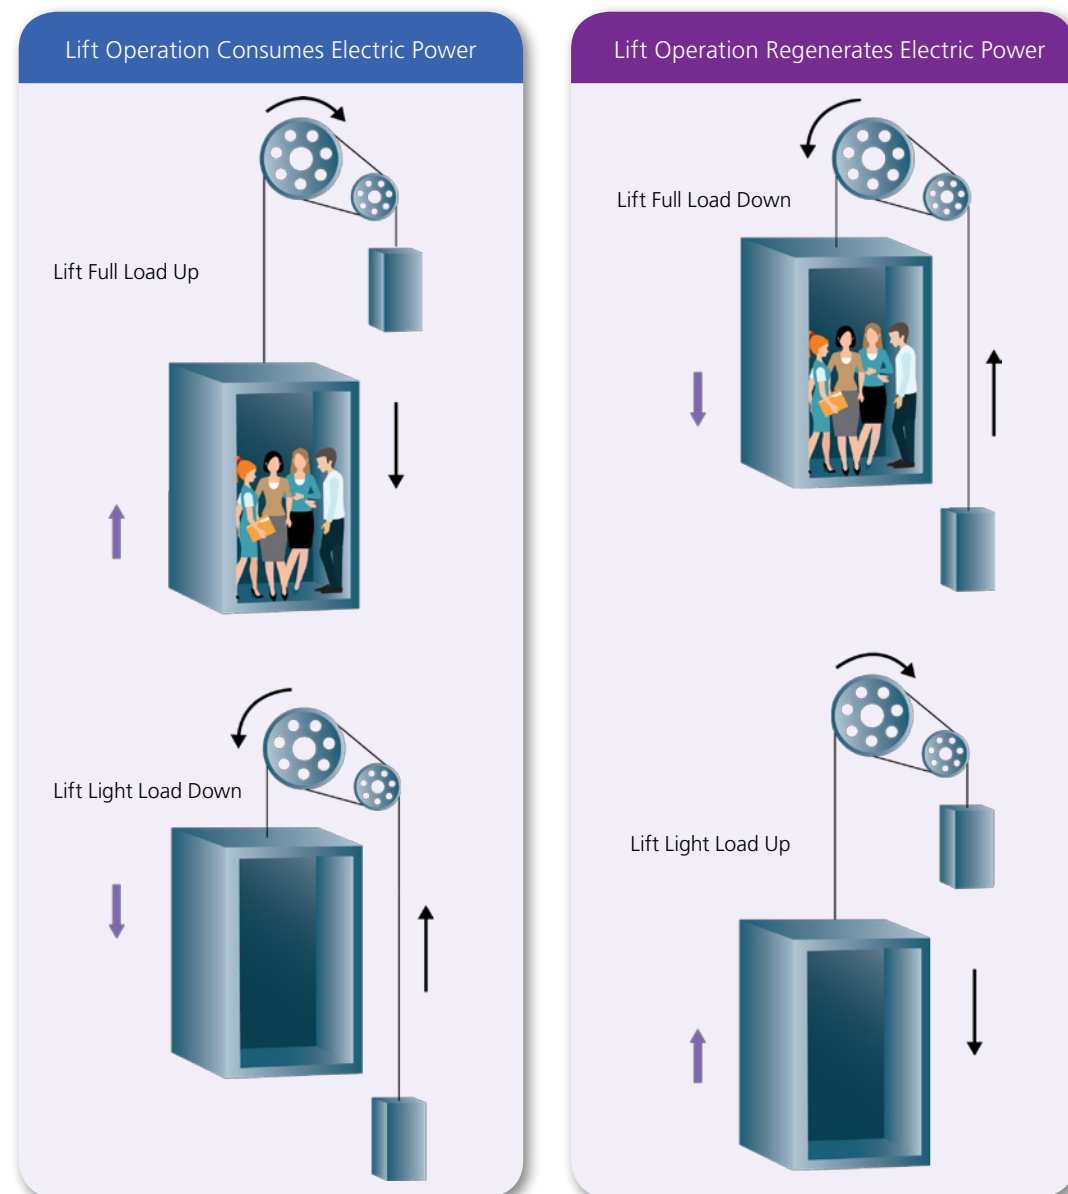 Lift Operation Consumes Electric Power
Lift Full Load Up
Lift Light Load Down
Lift Operation Regenerates Electric Power
Lift Full Load Down
Lift Light Load Up